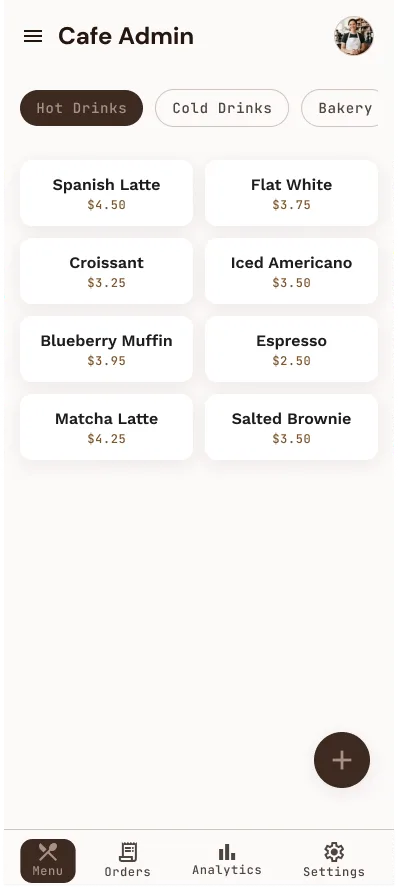 Cafe Admin
Hot Drinks
Cold Drinks
Bakery
Spanish Latte
$4.50
Flat White
$3.75
Croissant
$3.25
Iced Americano
$3.50
Blueberry Muffin
$3.95
Espresso
$2.50
Matcha Latte
$4.25
Salted Brownie
$3.50
Menu
Orders
Analytics
Settings